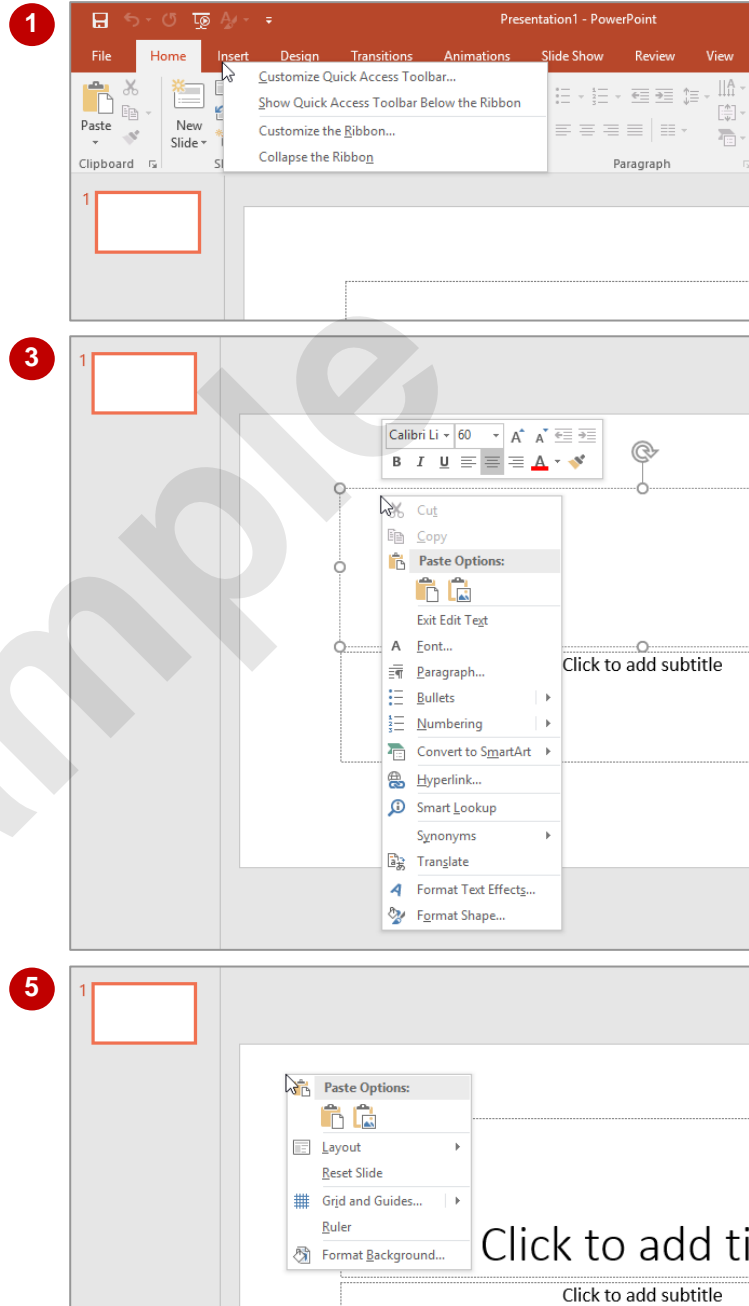 1
Presentation1 - PowerPoint
File Home Insert Design Transitions Animations Slide Show Review View
Customize Quick Access Toolbar...
Show Quick Access Toolbar Below the Ribbon
Customize the Ribbon...
Collapse the Ribbon
Paste
New
Slide
Clipboard
Paragraph
1
3
1
Calibri Li 60
B I U A
Cut
Copy
Paste Options:
Exit Edit Text
A Font...
Paragraph...
Bullets
Numbering
Convert to SmartArt
Hyperlink...
Smart Lookup
Synonyms
Translate
Format Text Effects...
Format Shape...
Click to add subtitle
5
1
Paste Options:
Layout
Reset Slide
Grid and Guides...
Ruler
Format Background...
Click to add ti
Click to add subtitle
mple